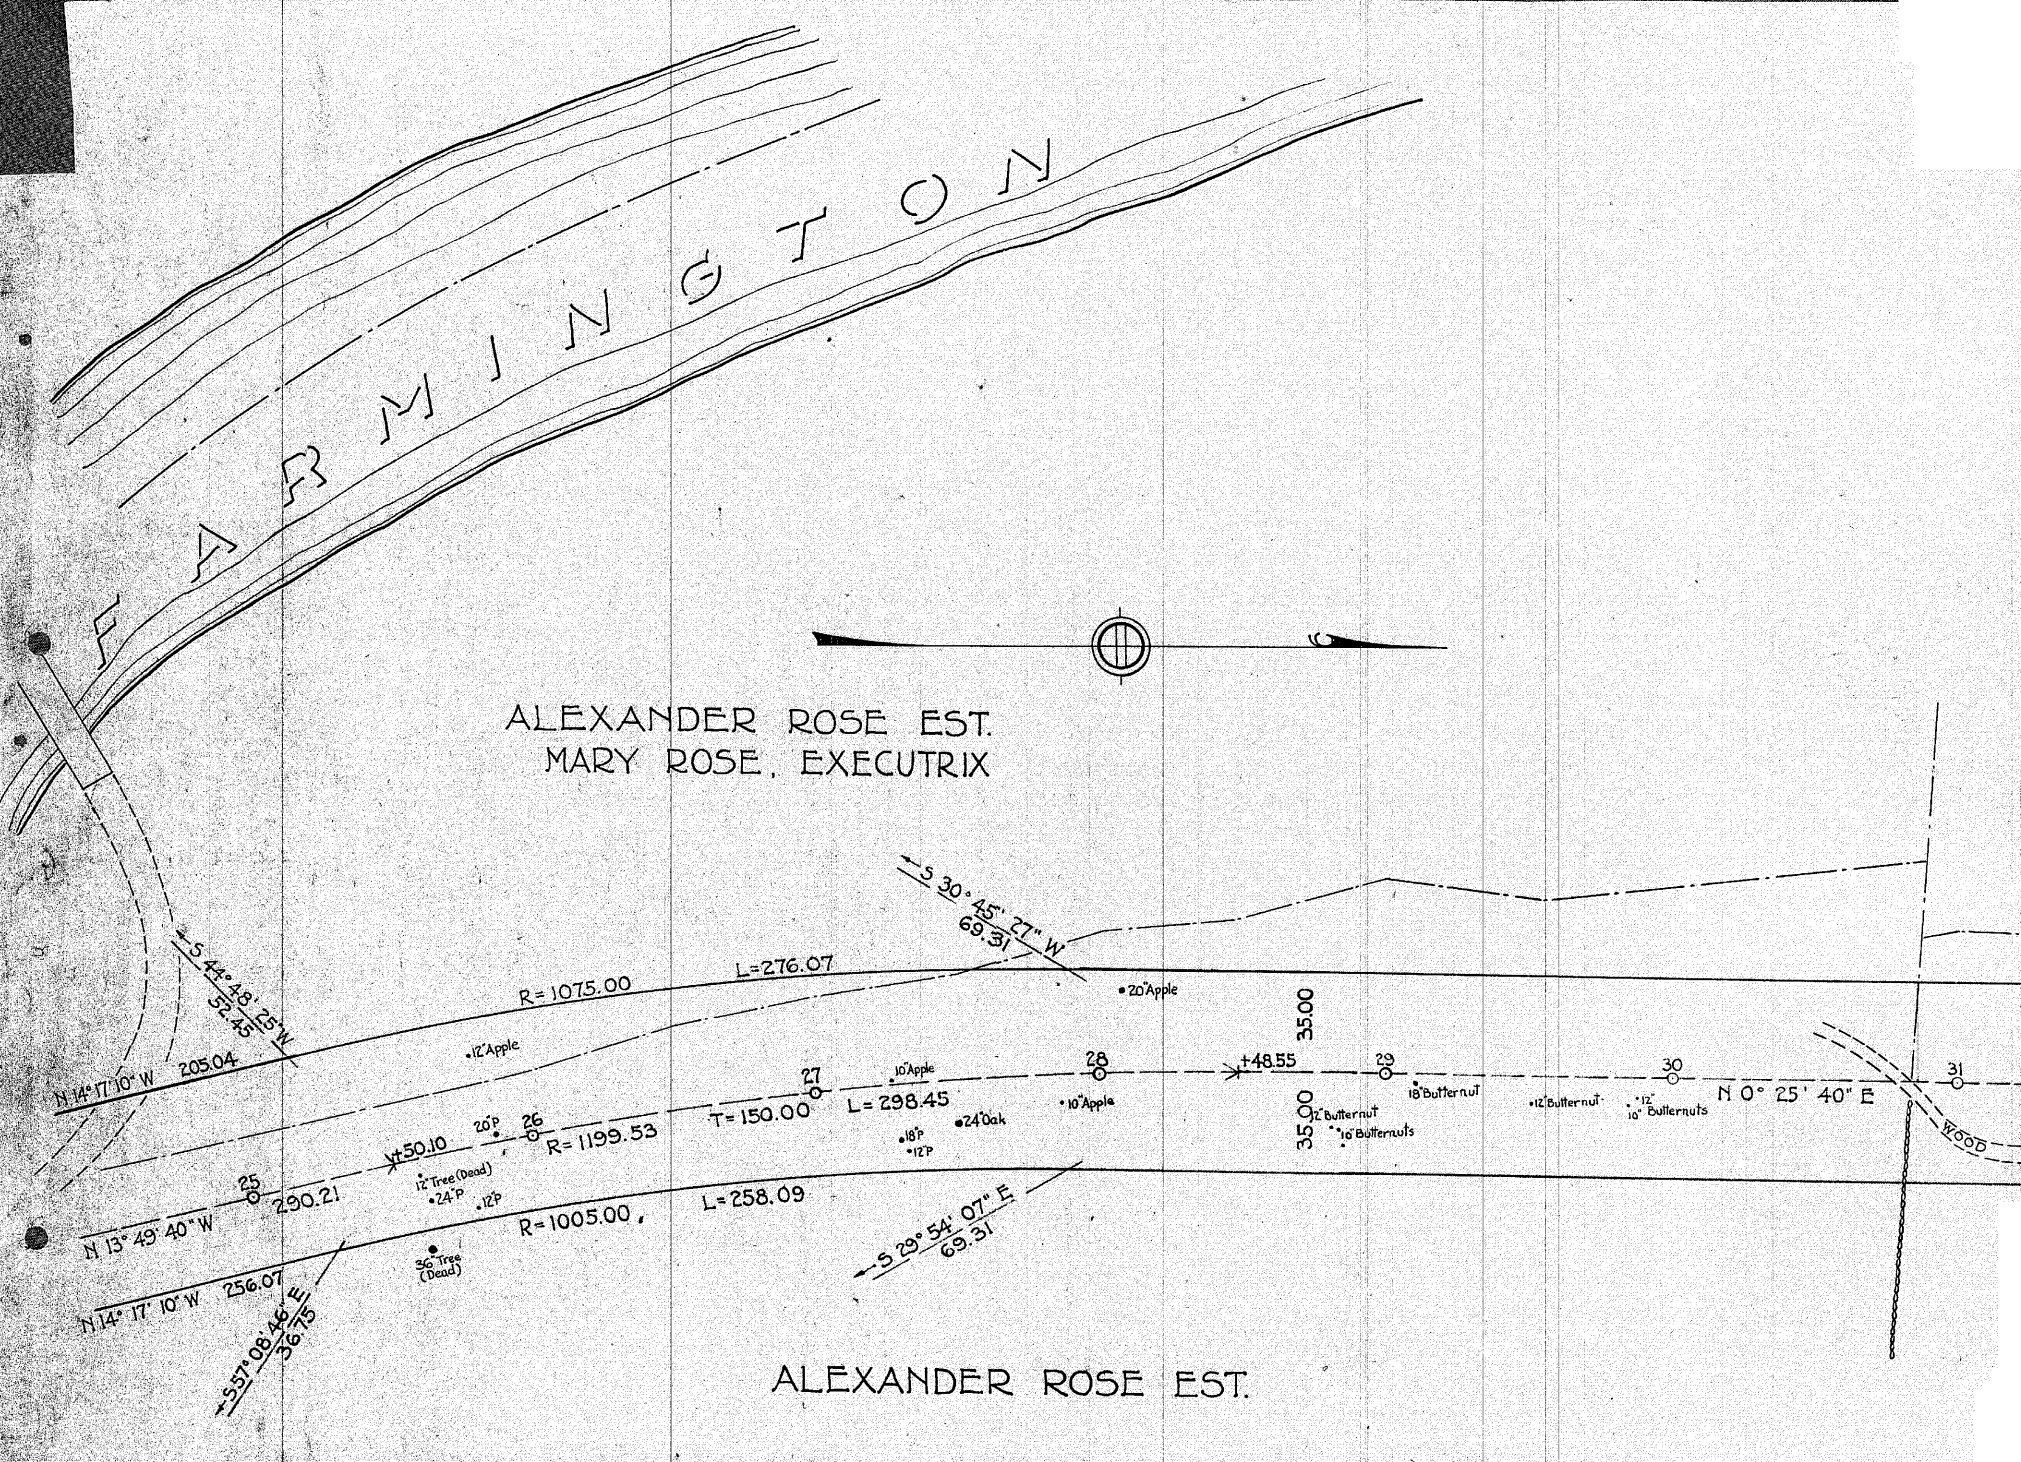 FARMINGTON
ALEXANDER ROSE EST.
MARY ROSE, EXECUTRIX
S 30° 45' 27" W
69.31
S 44° 48' 25" W
52.45
R=1075.00
L=276.07
20" Apple
35.00
N 14° 17' 10" W 205.04
12" Apple
27
10" Apple
28
+48.55
29
30
31
18" Butternut
N 0° 25' 40" E
T=150.00
L=298.45
10" Apple
24" Oak
35.00
12" Butternut
10" Butternuts
12" Butternut
12"
10" Butternuts
WOOD
25
+50.10
20" P
26
R=1199.53
18" P
12" P
12" Tree (Dead)
24" P
12" P
N 13° 49' 40" W
290.21
R=1005.00
L=258.09
S 29° 54' 07" E
69.31
36" Tree
(Dead)
N 14° 17' 10" W 256.07
S 57° 08' 46" E
36.75
ALEXANDER ROSE EST.